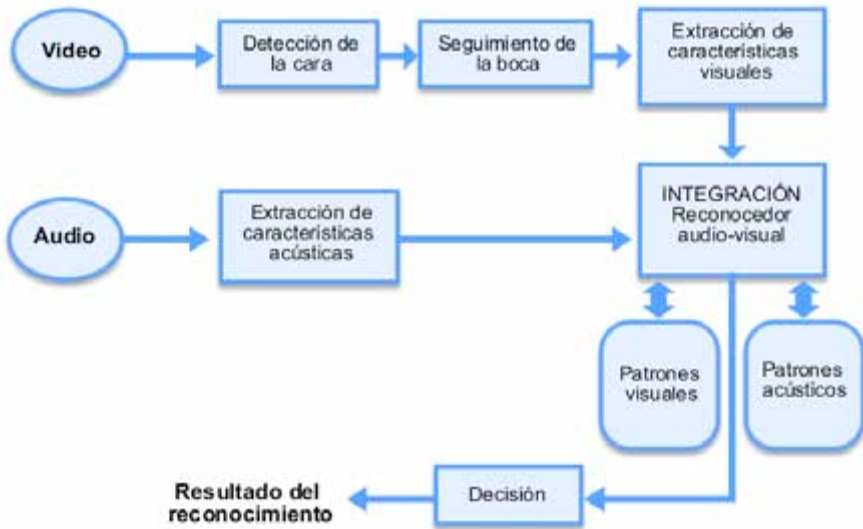 Video
Detección de
la cara
Seguimiento de
la boca
Extracción de
características
visuales
Audio
Extracción de
características
acústicas
INTEGRACIÓN
Reconocedor
audio-visual
Patrones
visuales
Patrones
acústicos
Decisión
Resultado del
reconocimiento